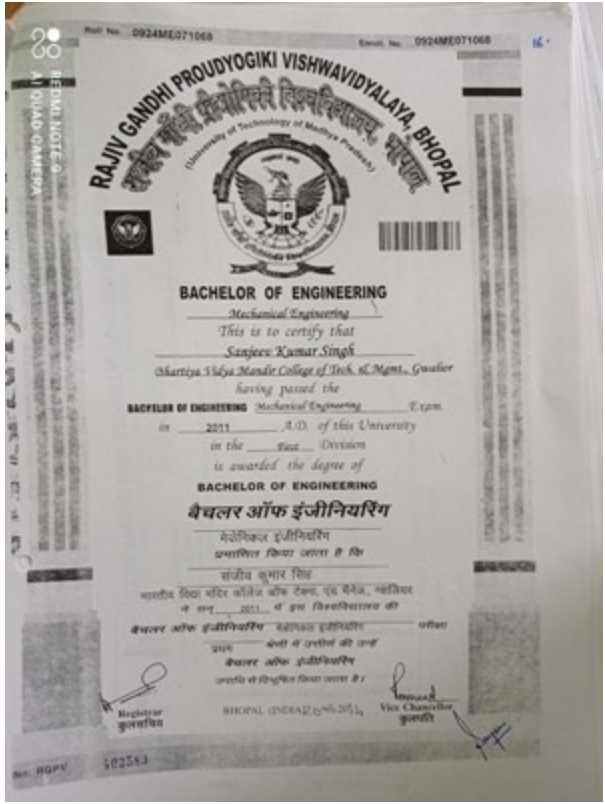 Roll No. 0924ME071068
Enroll. No. 0924ME071068
16.
REDMI NOTE 9
AI QUAD CAMERA
RAJIV GANDHI PROUDYOGIKI VISHWAVIDYALAYA, BHOPAL
राजीव गाँधी प्रौद्योगिकी विश्वविद्यालय, भोपाल
(University of Technology of Madhya Pradesh)
BACHELOR OF ENGINEERING
Mechanical Engineering
This is to certify that
Sanjeev Kumar Singh
Bhartiya Vidya Mandir College of Tech. & Mgmt., Gwalior
having passed the
BACHELOR OF ENGINEERING Mechanical Engineering Exam
in 2011 A.D. of this University
in the First Division
is awarded the degree of
BACHELOR OF ENGINEERING
बैचलर ऑफ इंजीनियरिंग
मेकेनिकल इंजीनियरिंग
प्रमाणित किया जाता है कि
संजीव कुमार सिंह
भारतीय विद्या मंदिर कॉलेज ऑफ टेक्ना. एंड मैनेज., ग्वालियर
ने सन् 2011 में इस विश्वविद्यालय की
बैचलर ऑफ इंजीनियरिंग मेकेनिकल इंजीनियरिंग परीक्षा
प्रथम श्रेणी में उत्तीर्ण की उन्हें
बैचलर ऑफ इंजीनियरिंग
उपाधि से विभूषित किया जाता है।
Registrar
कुलसचिव
BHOPAL (INDIA)
Vice Chancellor
कुलपति
No. RGPV